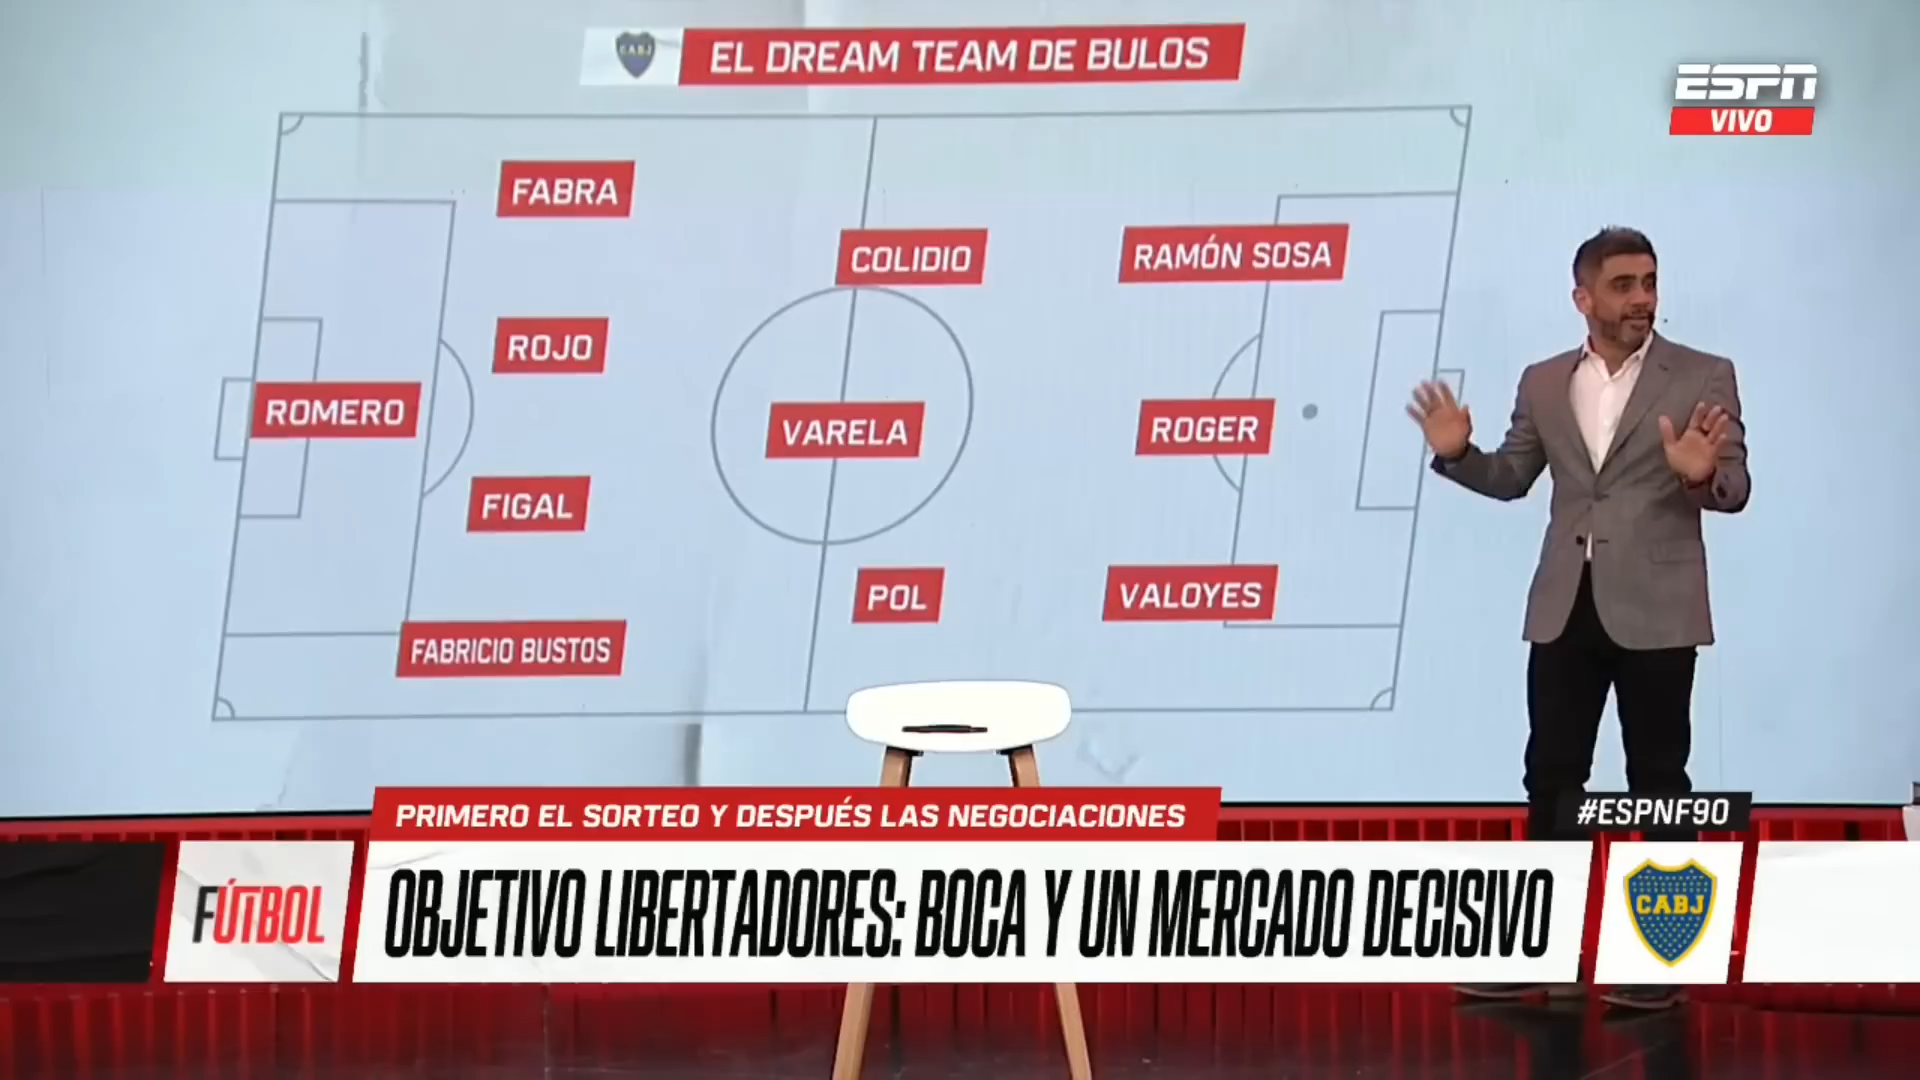 CABJ
EL DREAM TEAM DE BULOS
ESPN
VIVO
FABRA
COLIDIO
RAMÓN SOSA
ROJO
ROMERO
VARELA
ROGER
FIGAL
POL
VALOYES
FABRICIO BUSTOS
PRIMERO EL SORTEO Y DESPUÉS LAS NEGOCIACIONES
#ESPNF90
FÚTBOL
OBJETIVO LIBERTADORES: BOCA Y UN MERCADO DECISIVO
CABJ